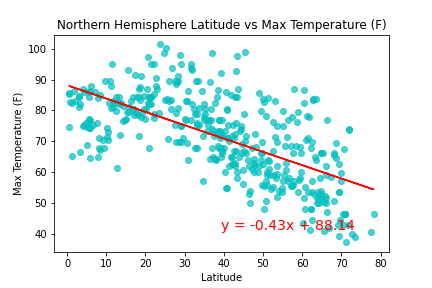 Northern Hemisphere Latitude vs Max Temperature (F)
100
90
80
70
60
50
40
Max Temperature (F)
y = -0.43x + 88.14
0 10 20 30 40 50 60 70 80
Latitude